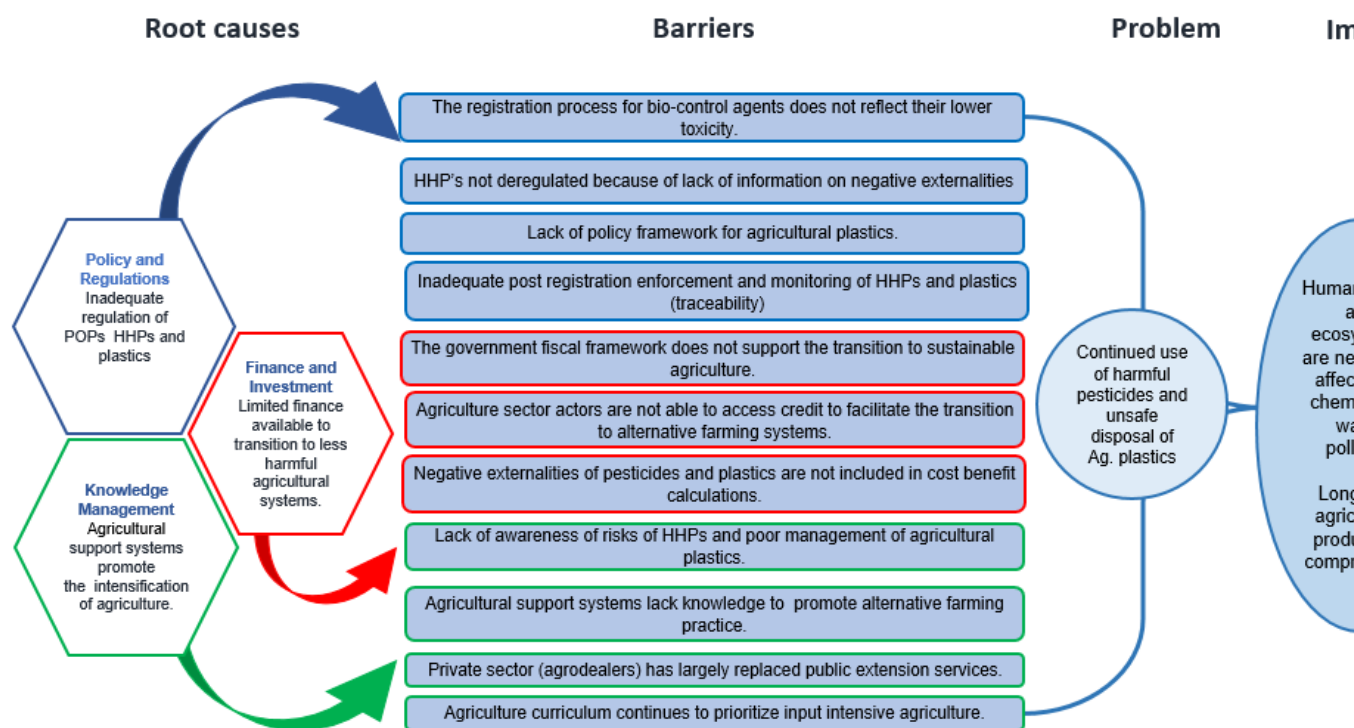 Root causes
Barriers
Problem
Policy and
Regulations
Inadequate
regulation of
POPs HHPs and
plastics
Finance and
Investment
Limited finance
available to
transition to less
harmful
agricultural
systems.
Knowledge
Management
Agricultural
support systems
promote
the intensification
of agriculture.
The registration process for bio-control agents does not reflect their lower
toxicity.
HHP's not deregulated because of lack of information on negative externalities
Lack of policy framework for agricultural plastics.
Inadequate post registration enforcement and monitoring of HHPs and plastics
(traceability)
The government fiscal framework does not support the transition to sustainable
agriculture.
Agriculture sector actors are not able to access credit to facilitate the transition
to alternative farming systems.
Negative externalities of pesticides and plastics are not included in cost benefit
calculations.
Lack of awareness of risks of HHPs and poor management of agricultural
plastics.
Agricultural support systems lack knowledge to promote alternative farming
practice.
Private sector (agrodealers) has largely replaced public extension services.
Agriculture curriculum continues to prioritize input intensive agriculture.
Continued use
of harmful
pesticides and
unsafe
disposal of
Ag. plastics
Human
are